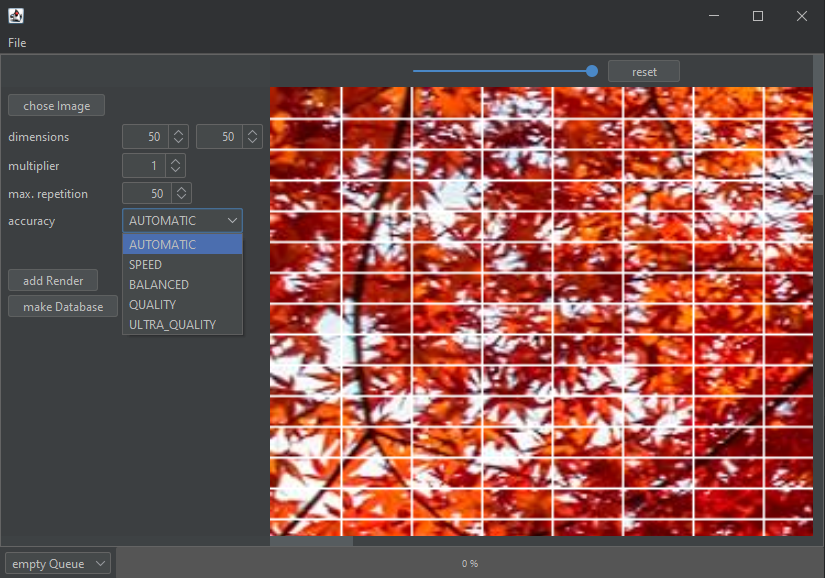 File
reset
chose Image
dimensions 50 50
multiplier 1
max. repetition 50
accuracy AUTOMATIC
AUTOMATIC
SPEED
BALANCED
QUALITY
ULTRA_QUALITY
add Render
make Database
empty Queue 0 %